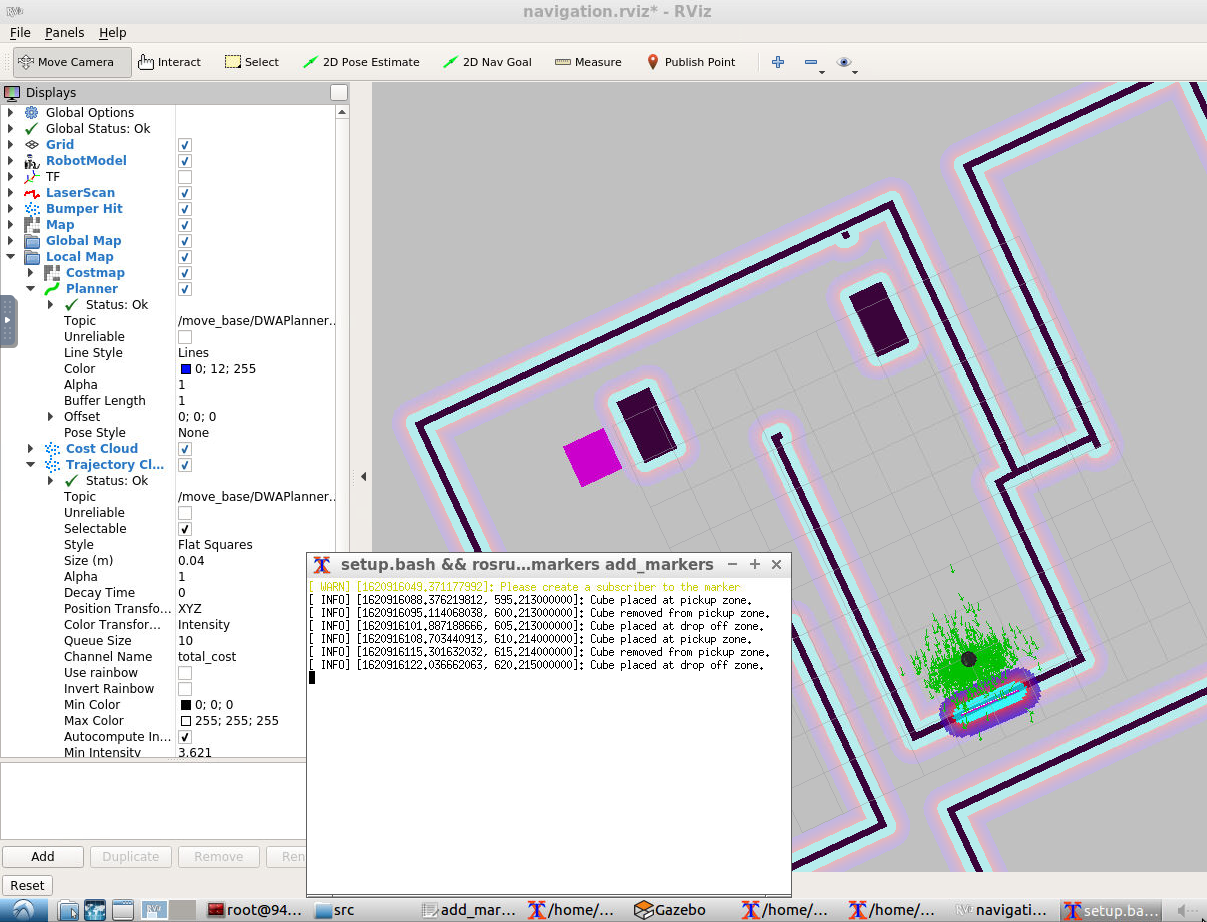 navigation.rviz* - RViz
File Panels Help
Move Camera Interact Select 2D Pose Estimate 2D Nav Goal Measure Publish Point
Displays
Global Options
Global Status: Ok
Grid
RobotModel
TF
LaserScan
Bumper Hit
Map
Global Map
Local Map
Costmap
Planner
Status: Ok
Topic /move_base/DWAPlanner..
Unreliable
Line Style Lines
Color 0; 12; 255
Alpha 1
Buffer Length 1
Offset 0; 0; 0
Pose Style None
Cost Cloud
Trajectory Cl...
Status: Ok
Topic /move_base/DWAPlanner..
Unreliable
Selectable
Style Flat Squares
Size (m) 0.04
Alpha 1
Decay Time 0
Position Transfo... XYZ
Color Transfor... Intensity
Queue Size 10
Channel Name total_cost
Use rainbow
Invert Rainbow
Min Color 0; 0; 0
Max Color 255; 255; 255
Autocompute In...
Min Intensity 3.621
Add Duplicate Remove Ren
Reset
setup.bash && rosru...markers add_markers
[ WARN] [1620916049.371177992]: Please create a subscriber to the marker
[ INFO] [1620916088.376219812, 595.213000000]: Cube placed at pickup zone.
[ INFO] [1620916095.114068038, 600.213000000]: Cube removed from pickup zone.
[ INFO] [1620916101.887188666, 605.213000000]: Cube placed at drop off zone.
[ INFO] [1620916108.703440913, 610.214000000]: Cube placed at pickup zone.
[ INFO] [1620916115.301632032, 615.214000000]: Cube removed from pickup zone.
[ INFO] [1620916122.036662063, 620.215000000]: Cube placed at drop off zone.
RViz root@94... src add_mar... /home/... Gazebo /home/... /home/... RViz navigati... setup.ba...